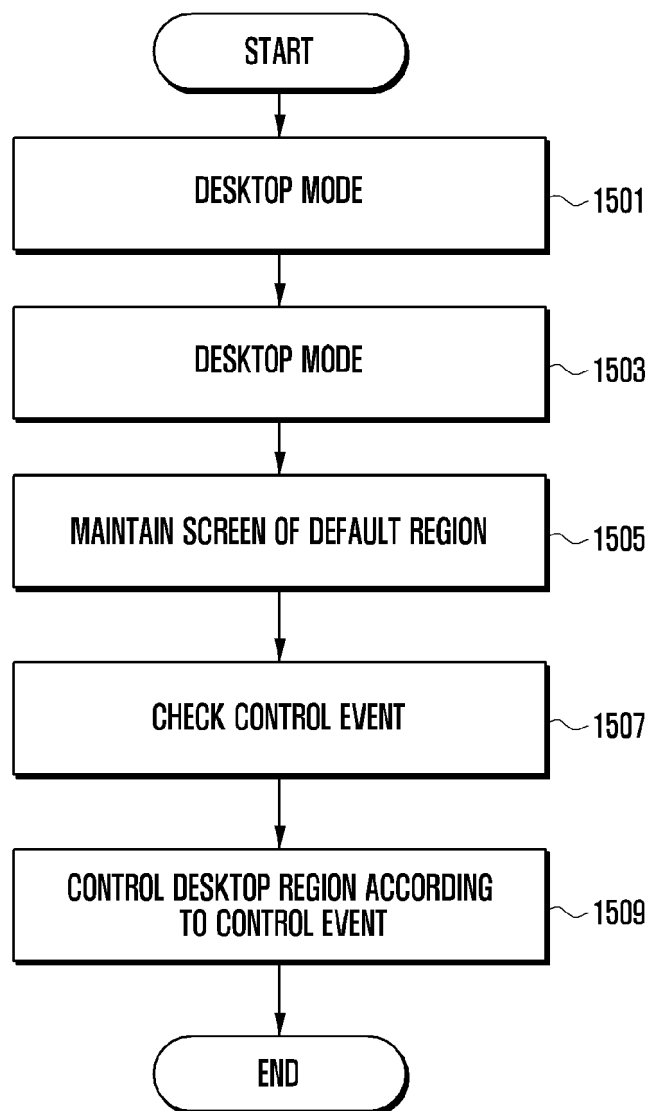 START
DESKTOP MODE
1501
DESKTOP MODE
1503
MAINTAIN SCREEN OF DEFAULT REGION
1505
CHECK CONTROL EVENT
1507
CONTROL DESKTOP REGION ACCORDING
TO CONTROL EVENT
1509
END